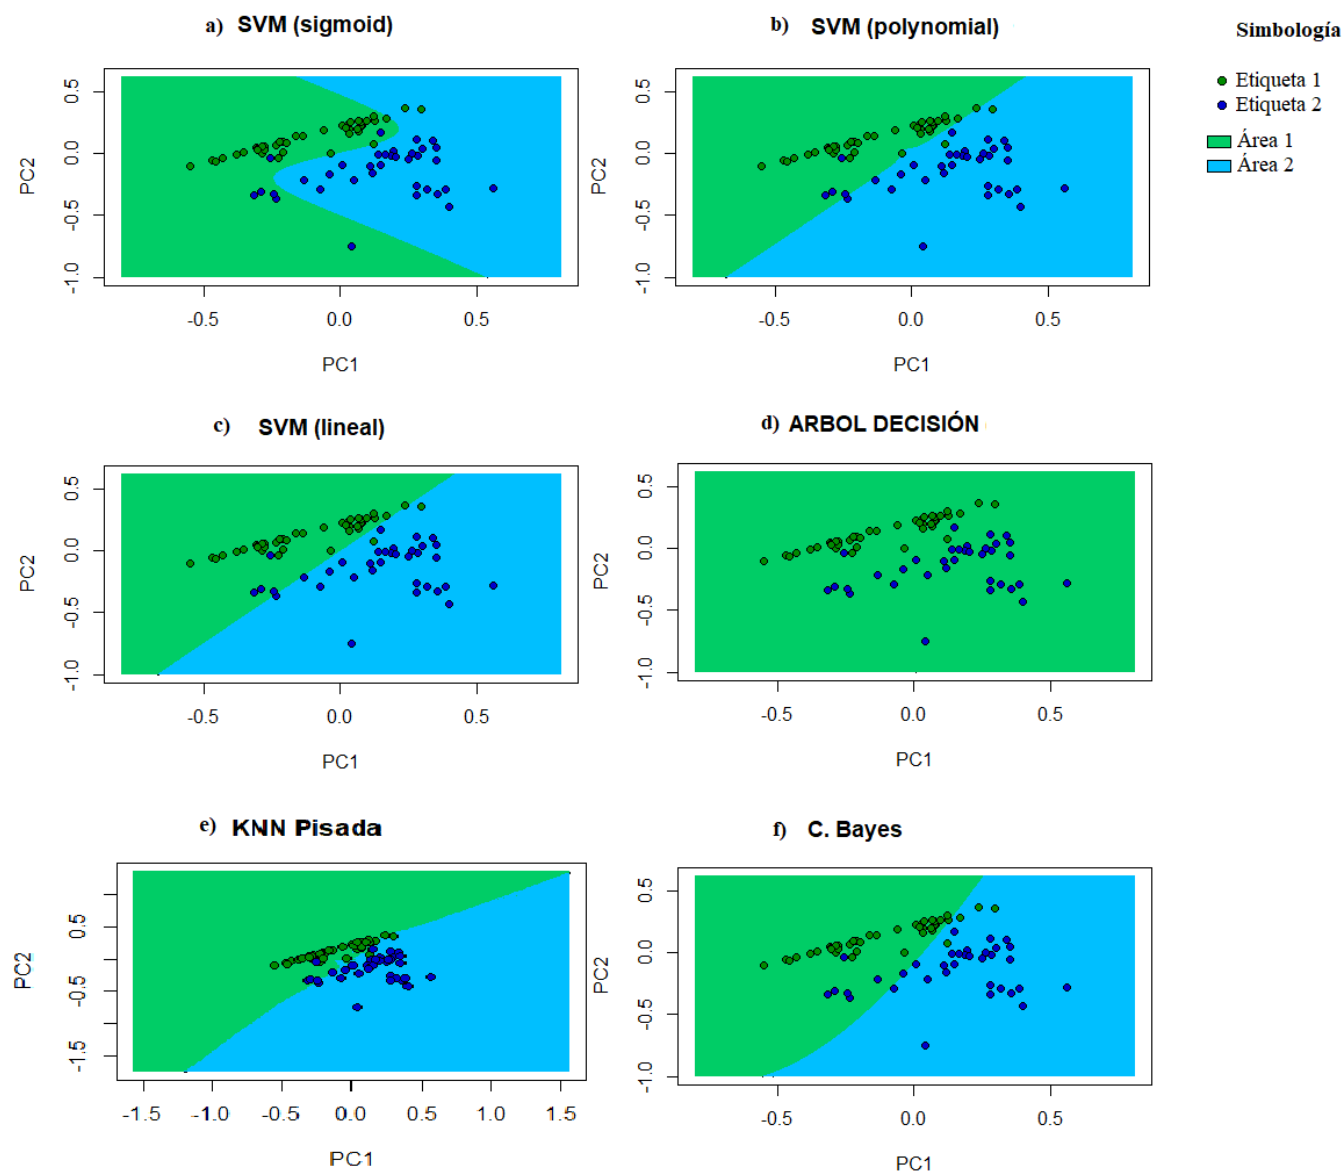 a) SVM (sigmoid)
b) SVM (polynomial)
Simbología
Etiqueta 1
Etiqueta 2
Área 1
Área 2
PC2
0.5
0.0
-0.5
-1.0
-0.5 0.0 0.5
PC1
PC2
0.5
0.0
-0.5
-1.0
-0.5 0.0 0.5
PC1
c) SVM (lineal)
d) ARBOL DECISIÓN
PC2
0.5
0.0
-0.5
-1.0
-0.5 0.0 0.5
PC1
PC2
0.5
0.0
-0.5
-1.0
-0.5 0.0 0.5
PC1
e) KNN Pisada
f) C. Bayes
PC2
0.5
-0.5
-1.5
-1.5 -1.0 -0.5 0.0 0.5 1.0 1.5
PC1
PC2
0.5
0.0
-0.5
-1.0
-0.5 0.0 0.5
PC1